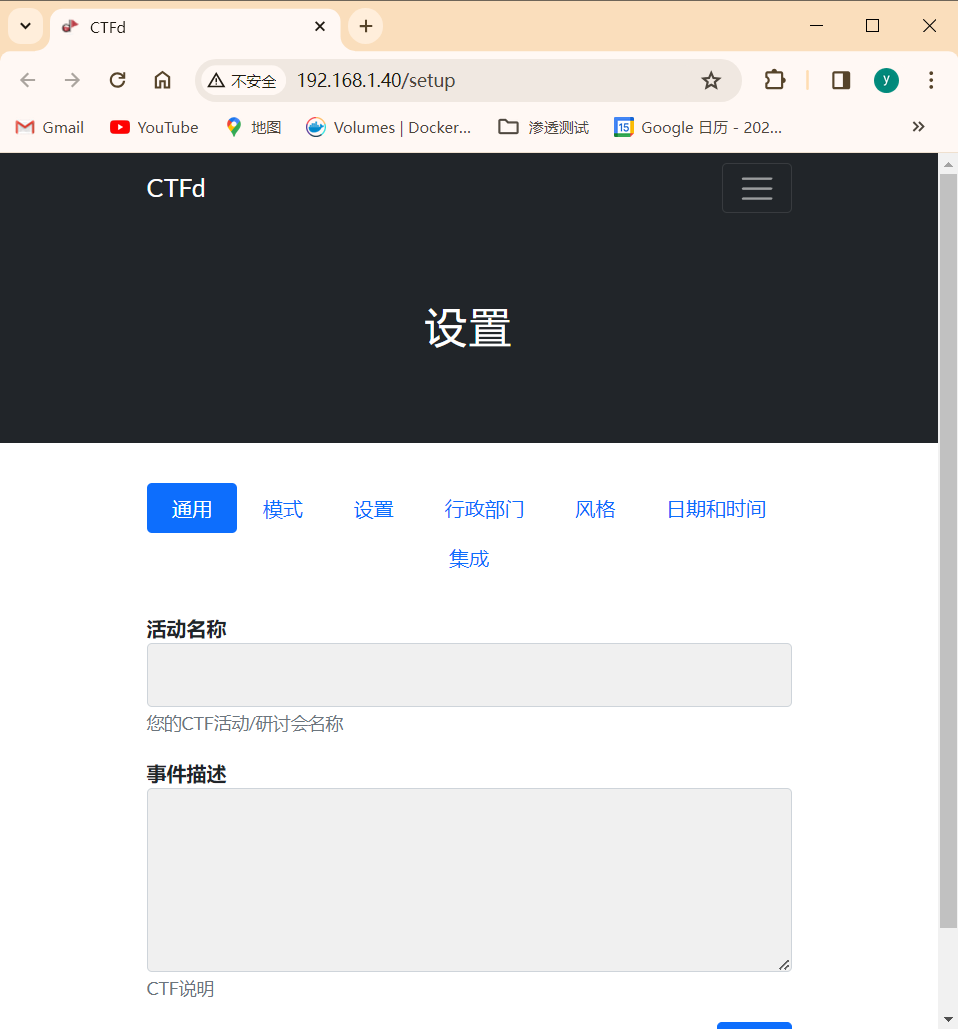 CTFd
不安全 192.168.1.40/setup y
Gmail YouTube 地图 Volumes | Docker... 渗透测试 15 Google 日历 - 202...
CTFd
设置
通用 模式 设置 行政部门 风格 日期和时间
集成
活动名称
您的CTF活动/研讨会名称
事件描述
CTF说明